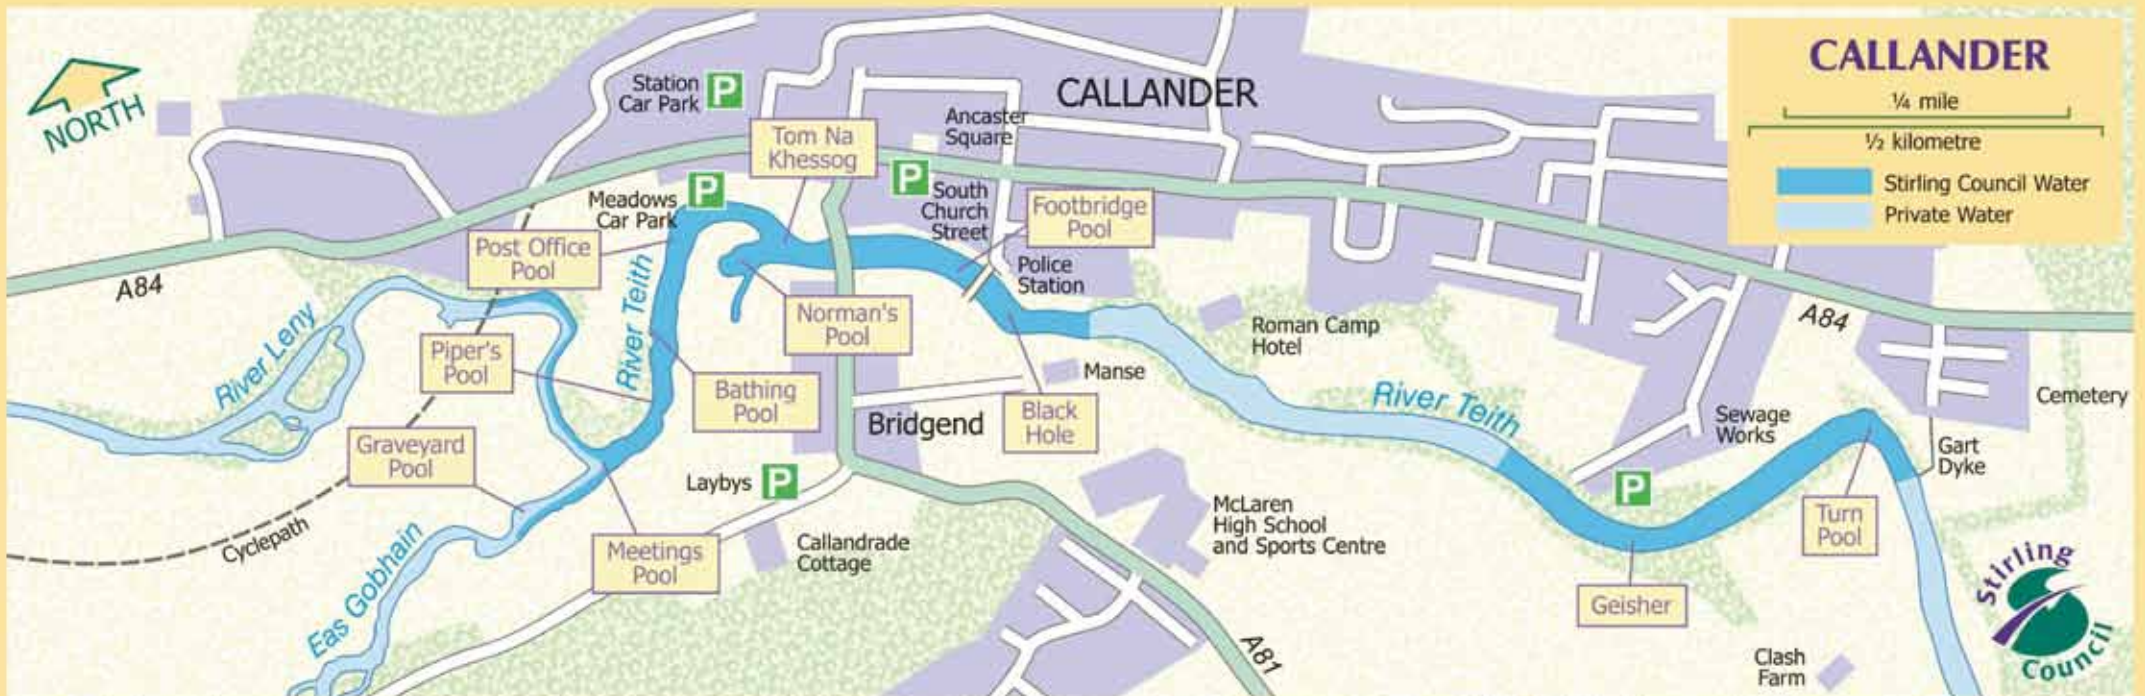 CALLANDER
¼ mile
½ kilometre
Stirling Council Water
Private Water
NORTH
Station
Car Park
P
CALLANDER
Ancaster
Square
Tom Na
Khessog
P
Meadows
Car Park
P
South
Church
Street
Footbridge
Pool
Post Office
Pool
Police
Station
A84
River Leny
River Teith
Norman's
Pool
Roman Camp
Hotel
A84
Piper's
Pool
Bathing
Pool
Manse
River Teith
Black
Hole
Bridgend
Cemetery
Sewage
Works
Graveyard
Pool
Gart
Dyke
Laybys
P
P
McLaren
High School
and Sports Centre
Turn
Pool
Cyclepath
Meetings
Pool
Callandrade
Cottage
Eas Gobhain
Geisher
A81
Clash
Farm
Stirling
Council